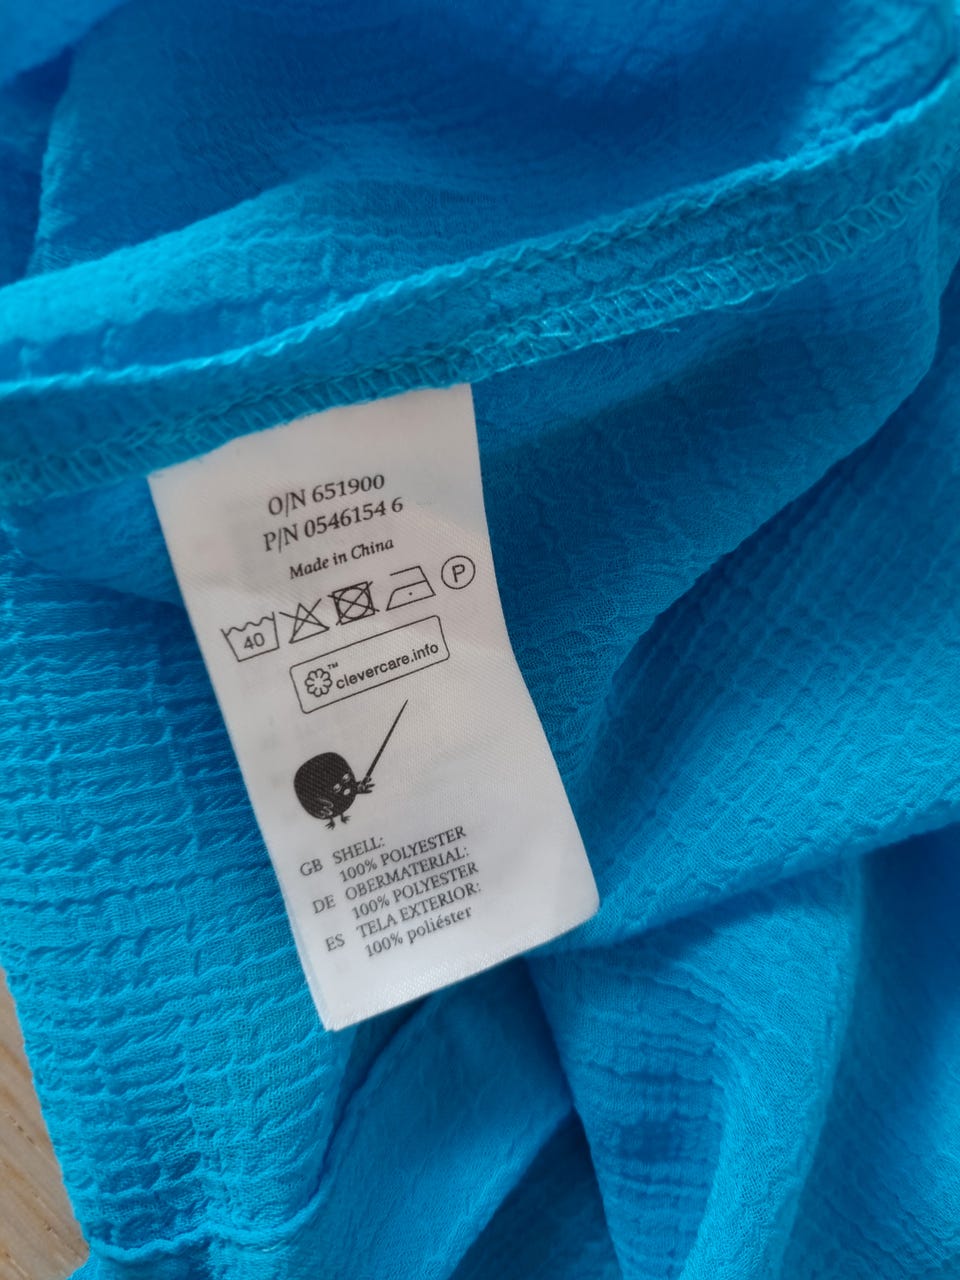 O/N 651900
P/N 0546154 6
Made in China
40 P
™ clevercare.info
GB SHELL:
100% POLYESTER
DE OBERMATERIAL:
100% POLYESTER
ES TELA EXTERIOR:
100% poliéster